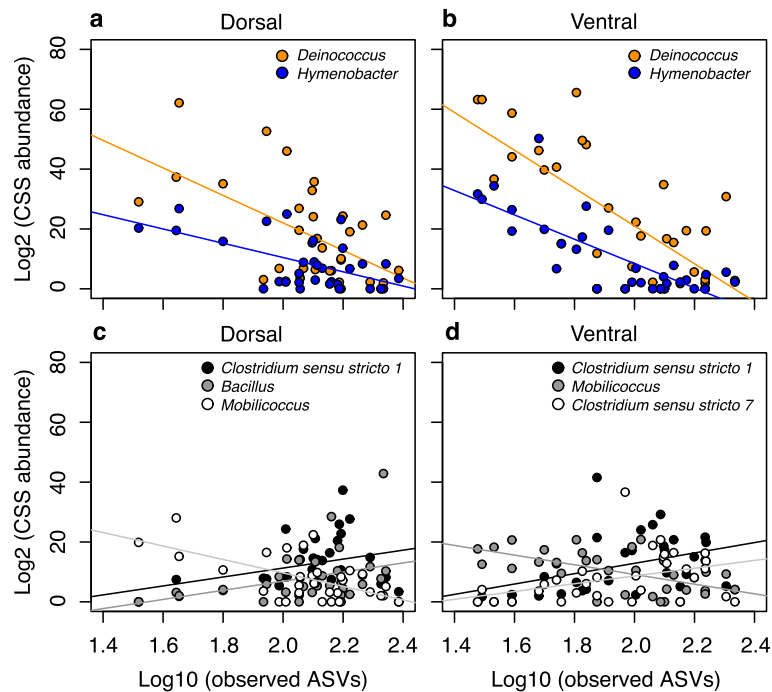 a Dorsal
b Ventral
Deinococcus
Hymenobacter
Deinococcus
Hymenobacter
Log2 (CSS abundance)
80
60
40
20
0
c Dorsal
d Ventral
Clostridium sensu stricto 1
Bacillus
Mobilicoccus
Clostridium sensu stricto 1
Mobilicoccus
Clostridium sensu stricto 7
Log2 (CSS abundance)
80
60
40
20
0
1.4 1.6 1.8 2.0 2.2 2.4
1.4 1.6 1.8 2.0 2.2 2.4
Log10 (observed ASVs)
Log10 (observed ASVs)